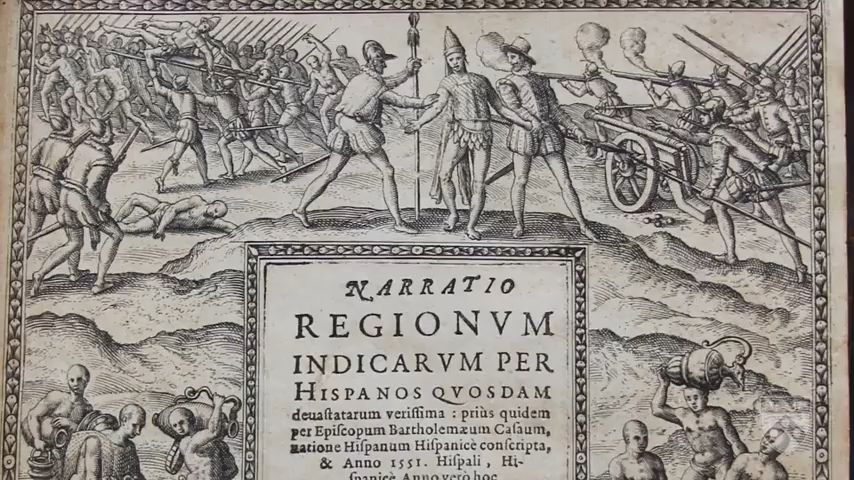 NARRATIO
REGIONVM
INDICARVM PER
HISPANOS QVOSDAM
deuastatarum verissima : priùs quidem
per Episcopum Bartholemæum Casaum,
natione Hispanum Hispanicè conscripta,
& Anno 1551. Hispali, Hi-
spanicè, Anno verò hoc